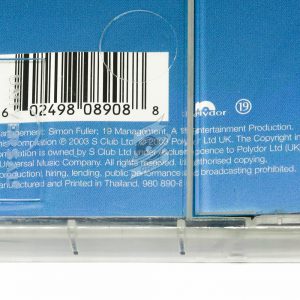 6 02498 08908 8
Polydor 19
Management: Simon Fuller; 19 Management. A 19 Entertainment Production.
Compilation © 2003 S Club Ltd 2003 Polydor Ltd (UK). The Copyright in
compilation is owned by S Club Ltd under exclusive licence to Polydor Ltd (UK)
Universal Music Company. All rights reserved. Unauthorised copying,
hiring, lending, public performance and broadcasting prohibited.
Manufactured and Printed in Thailand. 980 890-8